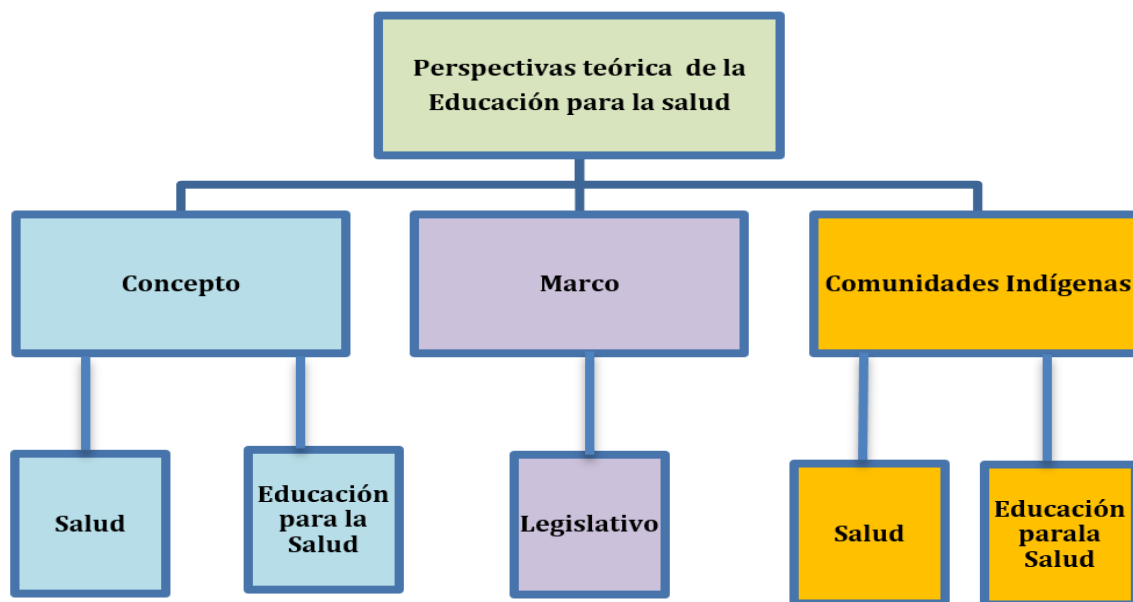 Perspectivas teórica de la
Educación para la salud
Concepto
Marco
Comunidades Indígenas
Salud
Educación
para la
Salud
Legislativo
Salud
Educación
parala
Salud